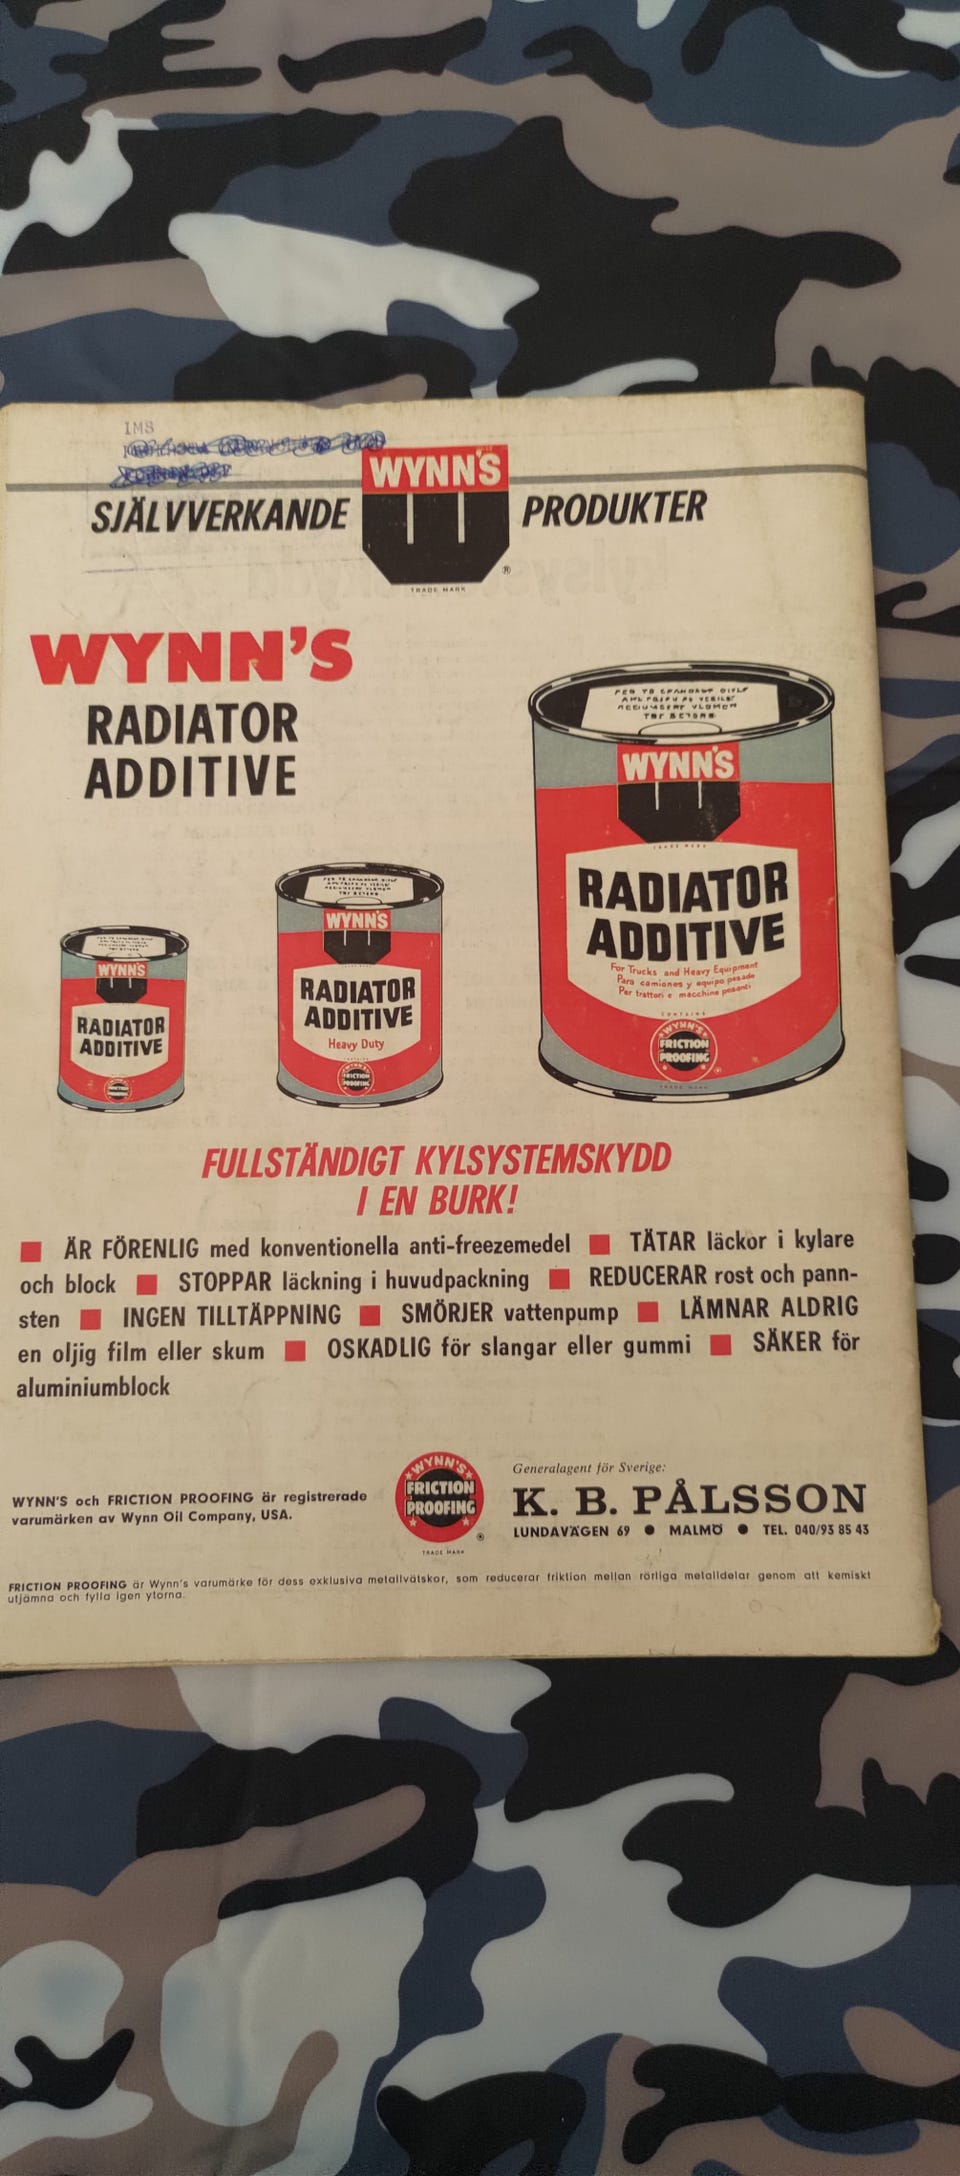 IMS
WYNN'S
SJÄLVVERKANDE PRODUKTER
®
TRADE MARK
WYNN'S
RADIATOR
ADDITIVE
WYNN'S
RADIATOR
ADDITIVE
WYNN'S
RADIATOR
ADDITIVE
Heavy Duty
WYNN'S
FRICTION
PROOFING
WYNN'S
TRADE MARK
RADIATOR
ADDITIVE
For Trucks and Heavy Equipment
Para camiones y equipo pesado
Per trattori e macchine pesanti
CONTAINS
WYNN'S
FRICTION
PROOFING
®
TRADE MARK
FULLSTÄNDIGT KYLSYSTEMSKYDD
I EN BURK!
■ ÄR FÖRENLIG med konventionella anti-freezemedel ■ TÄTAR läckor i kylare
och block ■ STOPPAR läckning i huvudpackning ■ REDUCERAR rost och pann-
sten ■ INGEN TILLTÄPPNING ■ SMÖRJER vattenpump ■ LÄMNAR ALDRIG
en oljig film eller skum ■ OSKADLIG för slangar eller gummi ■ SÄKER för
aluminiumblock
WYNN'S och FRICTION PROOFING är registrerade
varumärken av Wynn Oil Company, USA.
WYNN'S
FRICTION
PROOFING
®
TRADE MARK
Generalagent för Sverige:
K. B. PÅLSSON
LUNDAVÄGEN 69 ● MALMÖ ● TEL. 040/93 85 43
FRICTION PROOFING är Wynn's varumärke för dess exklusiva metallvätskor, som reducerar friktion mellan rörliga metalldelar genom att kemiskt
utjämna och fylla igen ytorna.